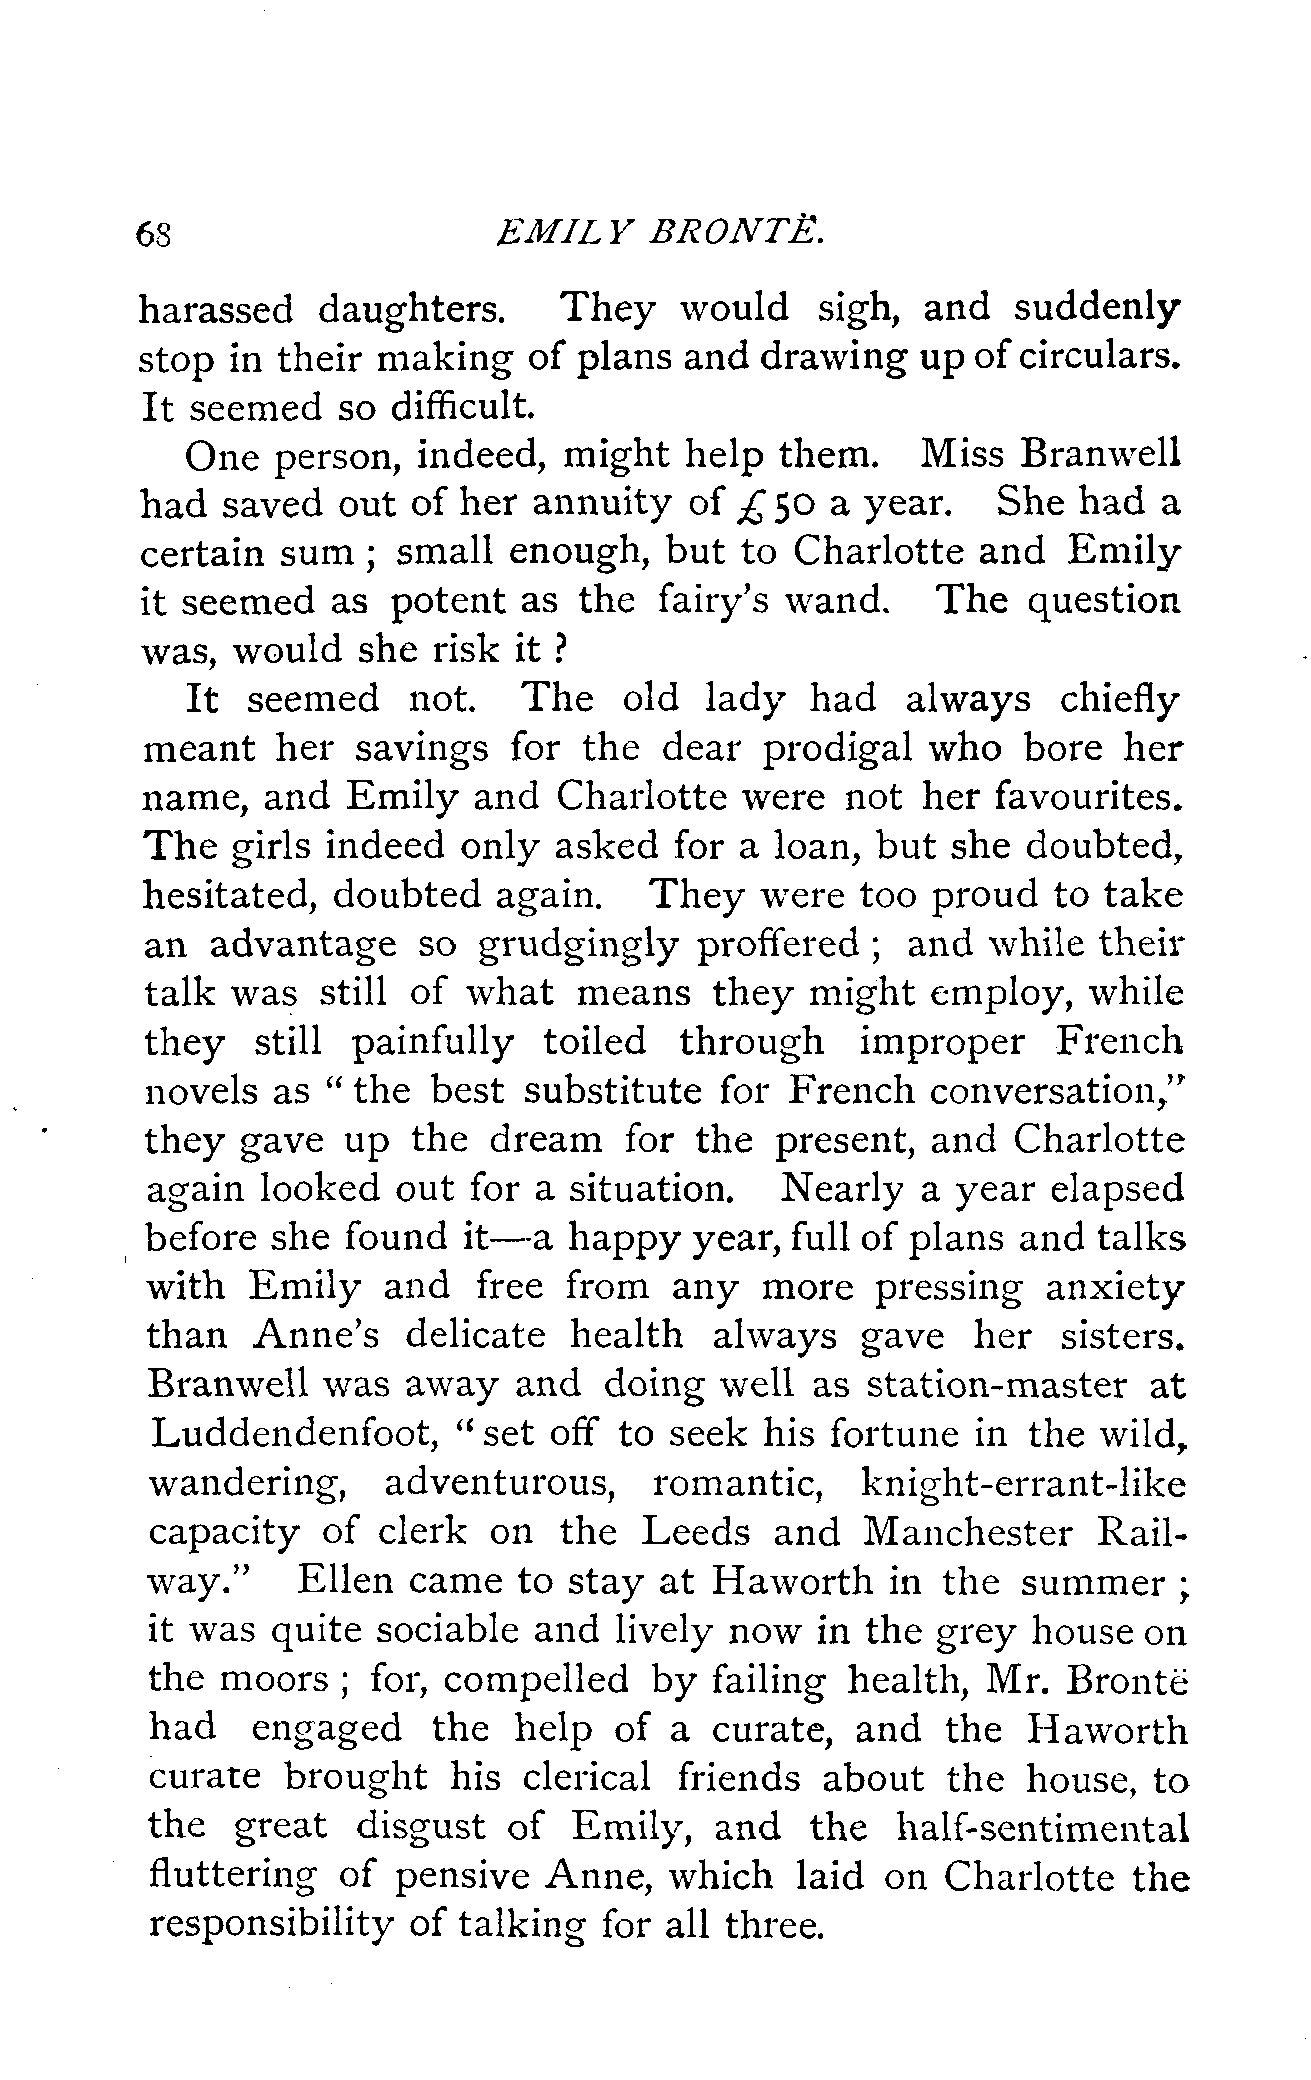 68 EMILY BRONTË.
harassed daughters. They would sigh, and suddenly
stop in their making of plans and drawing up of circulars.
It seemed so difficult.
One person, indeed, might help them. Miss Branwell
had saved out of her annuity of £50 a year. She had a
certain sum ; small enough, but to Charlotte and Emily
it seemed as potent as the fairy's wand. The question
was, would she risk it ?
It seemed not. The old lady had always chiefly
meant her savings for the dear prodigal who bore her
name, and Emily and Charlotte were not her favourites.
The girls indeed only asked for a loan, but she doubted,
hesitated, doubted again. They were too proud to take
an advantage so grudgingly proffered ; and while their
talk was still of what means they might employ, while
they still painfully toiled through improper French
novels as " the best substitute for French conversation,"
they gave up the dream for the present, and Charlotte
again looked out for a situation. Nearly a year elapsed
before she found it—a happy year, full of plans and talks
with Emily and free from any more pressing anxiety
than Anne's delicate health always gave her sisters.
Branwell was away and doing well as station-master at
Luddendenfoot, " set off to seek his fortune in the wild,
wandering, adventurous, romantic, knight-errant-like
capacity of clerk on the Leeds and Manchester Rail-
way." Ellen came to stay at Haworth in the summer ;
it was quite sociable and lively now in the grey house on
the moors ; for, compelled by failing health, Mr. Brontë
had engaged the help of a curate, and the Haworth
curate brought his clerical friends about the house, to
the great disgust of Emily, and the half-sentimental
fluttering of pensive Anne, which laid on Charlotte the
responsibility of talking for all three.